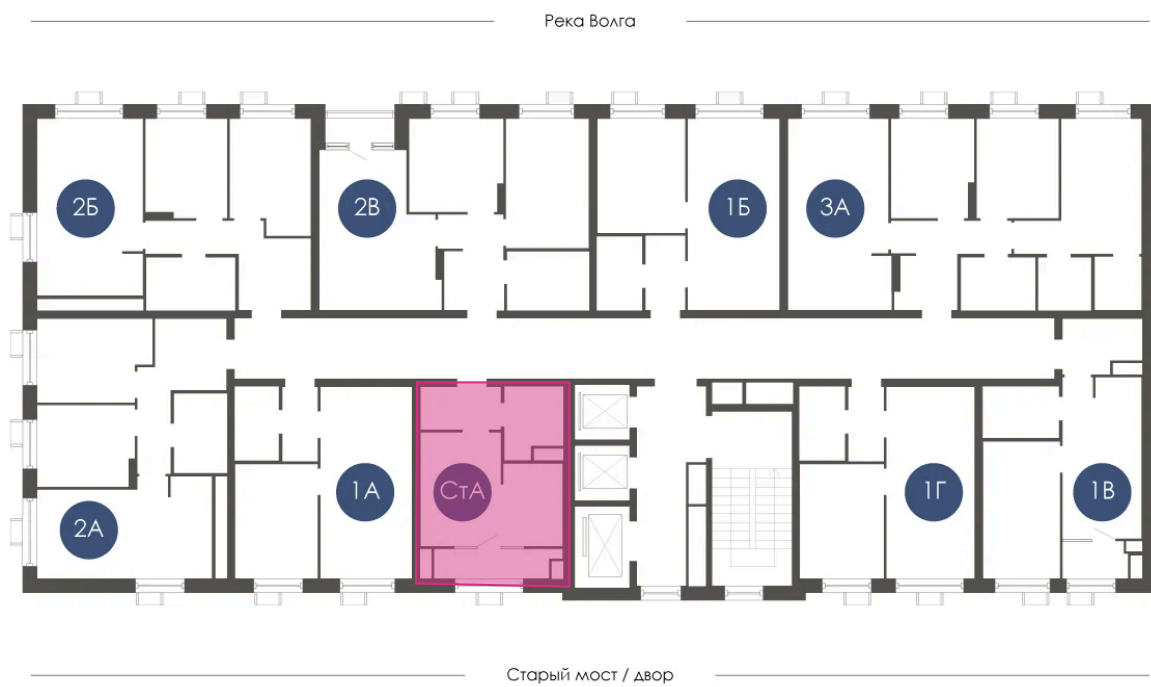 Река Волга
2Б
2В
1Б
3А
2А
1А
СтА
1Г
1В
Старый мост / двор